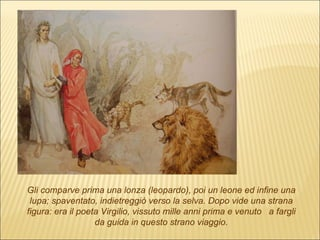 Gli comparve prima una lonza (leopardo), poi un leone ed infine una
lupa; spaventato, indietreggiò verso la selva. Dopo vide una strana
figura: era il poeta Virgilio, vissuto mille anni prima e venuto   a fargli
da guida in questo strano viaggio.